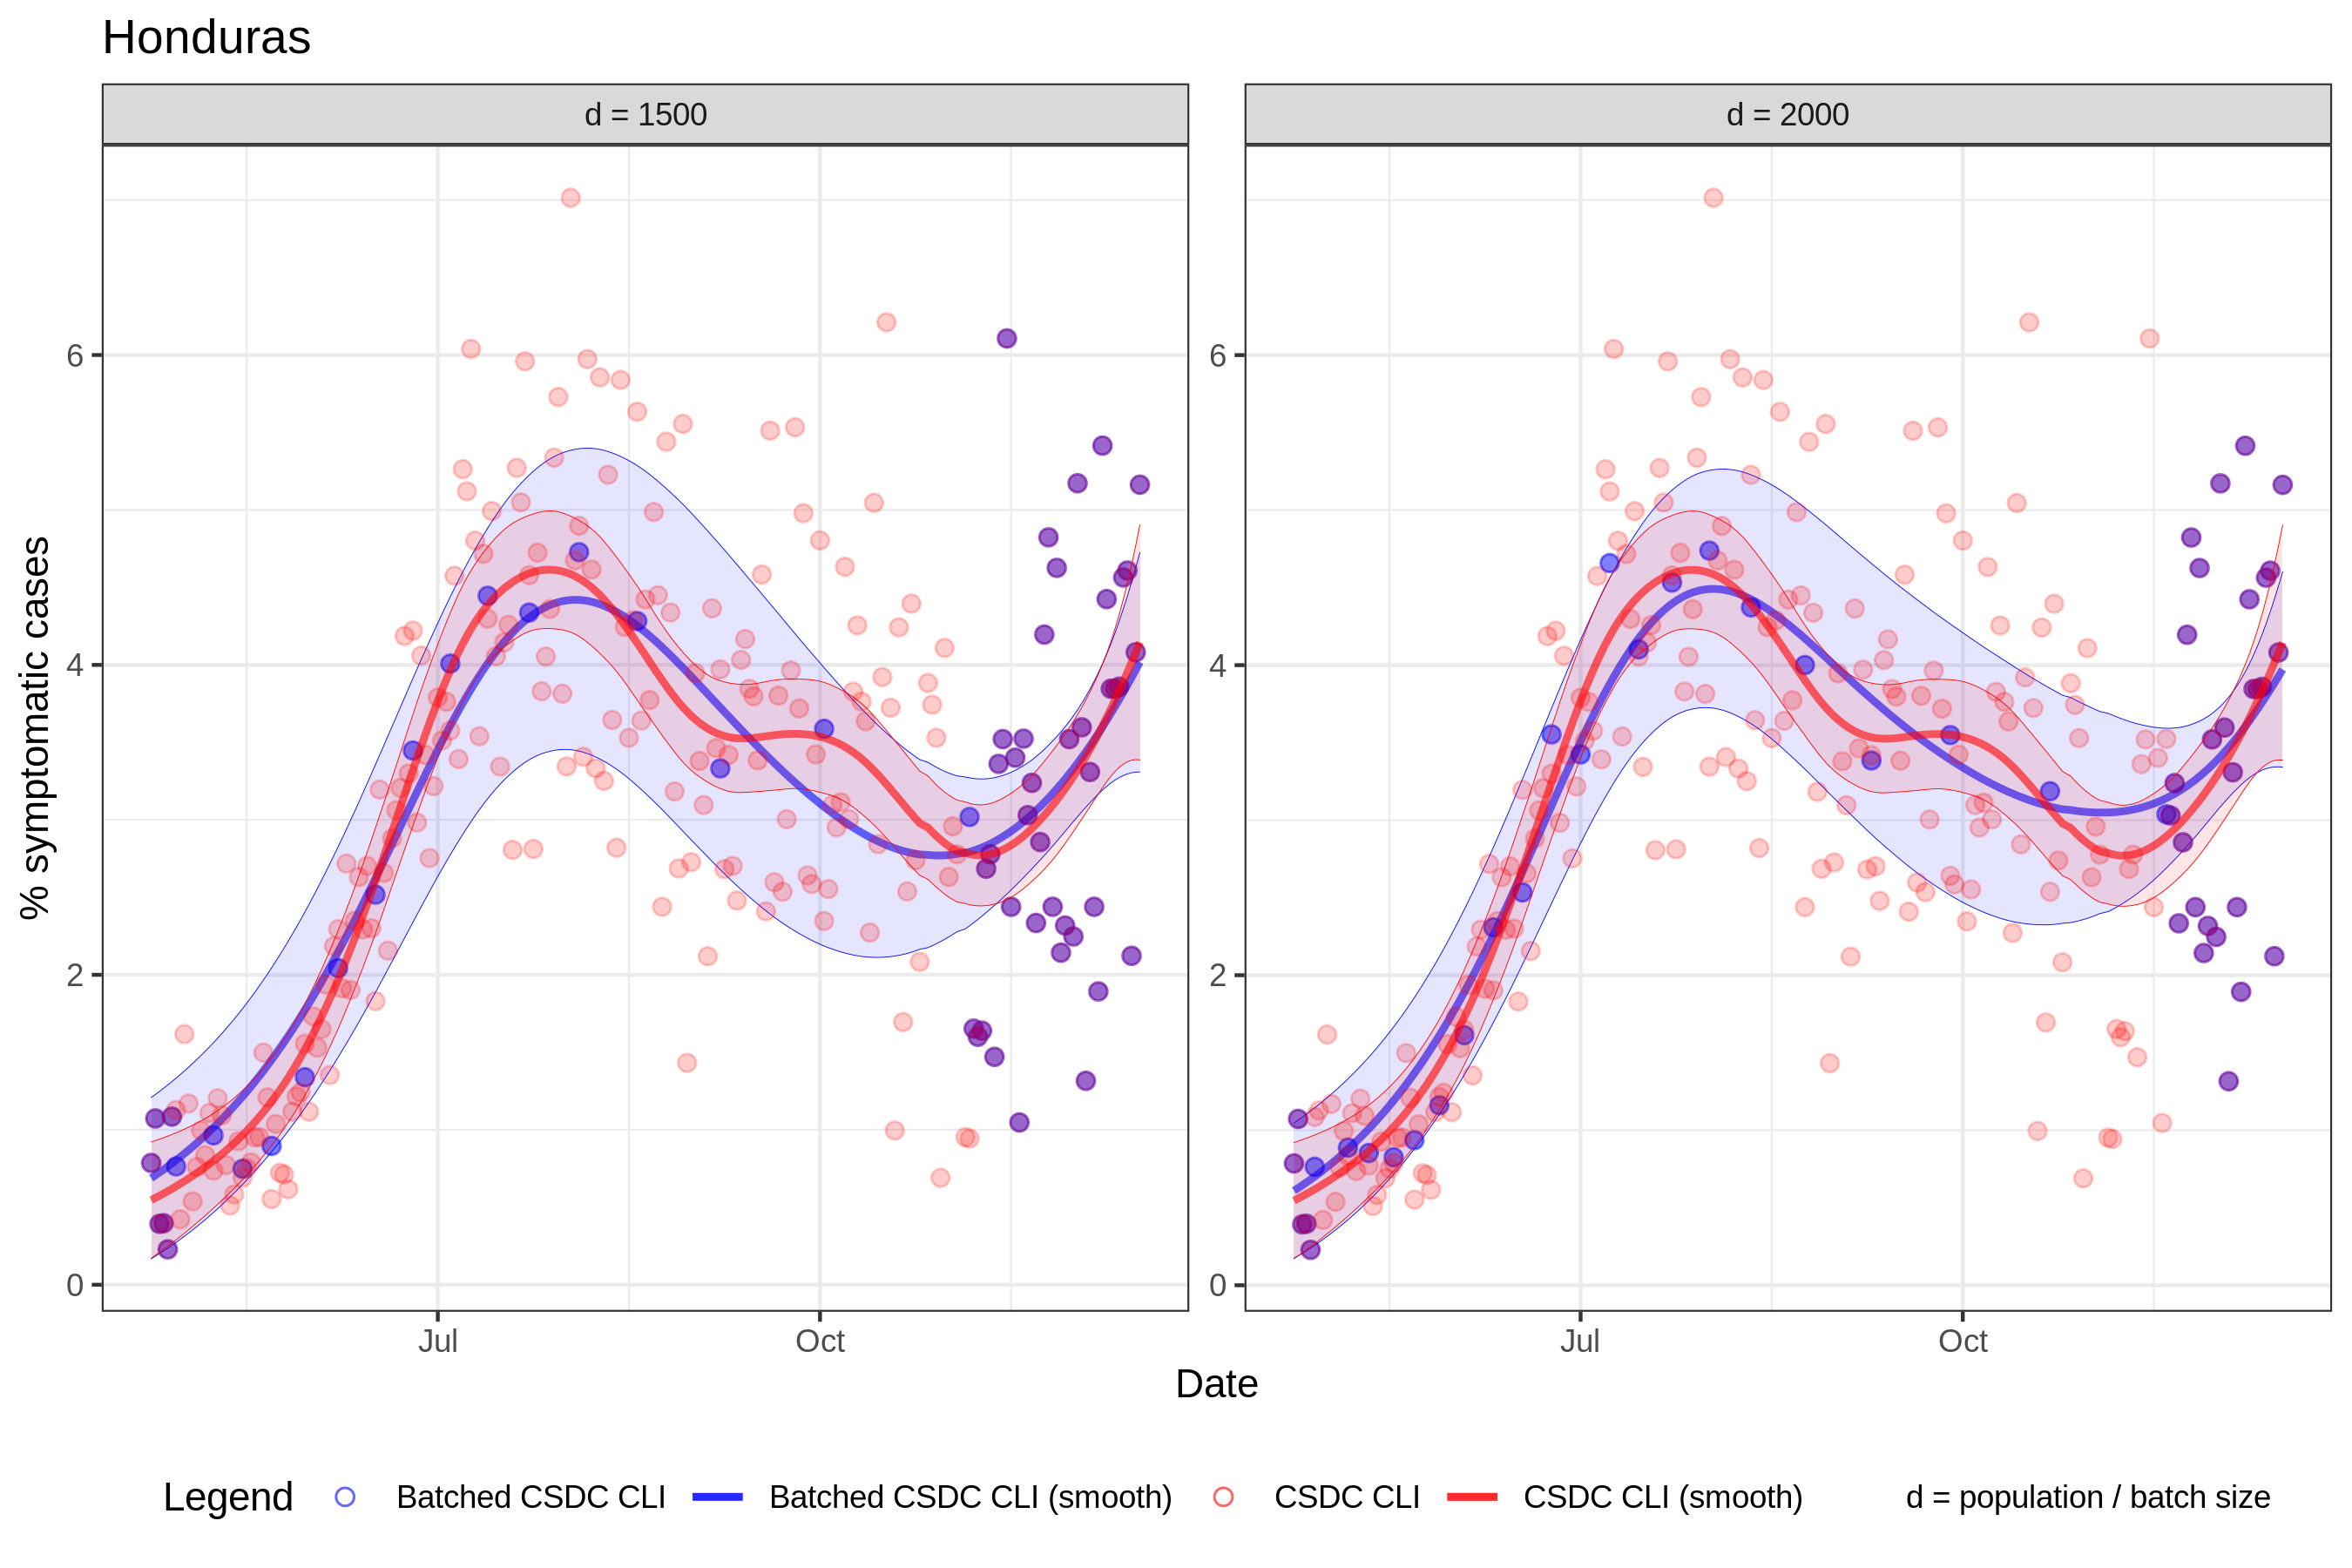 Honduras
d = 1500
d = 2000
% symptomatic cases
6
4
2
0
6
4
2
0
Jul
Oct
Jul
Oct
Date
Legend
Batched CSDC CLI
Batched CSDC CLI (smooth)
CSDC CLI
CSDC CLI (smooth)
d = population / batch size